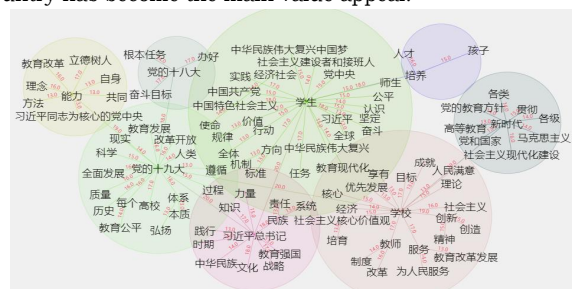 untry has become the main value appeal.
教育改革
立德树人
理念
自身
能力
方法
共同
习近平同志为核心的党中央
根本任务
办好
党的十八大
奋斗目标
中华民族伟大复兴中国梦
社会主义建设者和接班人
实践
经济社会
党中央
中国共产党
师生
学生
公平
中国特色社会主义
认识
价值
习近平
坚定
使命
行动
奋斗
规律
全球
方向
中华民族伟大复兴
全体
机制
遵循
标准
任务
人才
孩子
培养
各类
党的教育方针
贯彻
各级
高等教育
新时代
党和国家
马克思主义
社会主义现代化建设
教育发展
现实
改革开放
科学
人类
党的十九大
全面发展
质量
体系
每个
高校
历史
本质
教育公平
弘扬
过程
力量
知识
责任
系统
民族
践行
习近平总书记
时期
教育强国
中华民族
文化
战略
教育现代化
享有
成就
目标
人民满意
优先发展
理论
核心
经济
学校
社会主义
社会主义核心价值观
创新
创造
培育
教师
服务
精神
制度
教育改革发展
改革
为人民服务